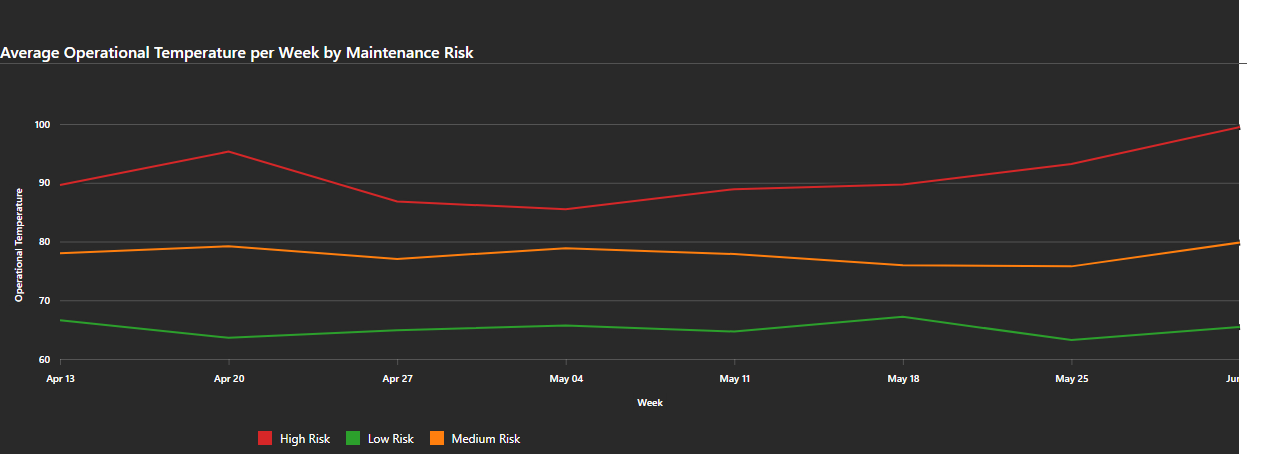 Average Operational Temperature per Week by Maintenance Risk
100
90
80
70
60
Operational Temperature
Apr 13 Apr 20 Apr 27 May 04 May 11 May 18 May 25
Week
High Risk Low Risk Medium Risk